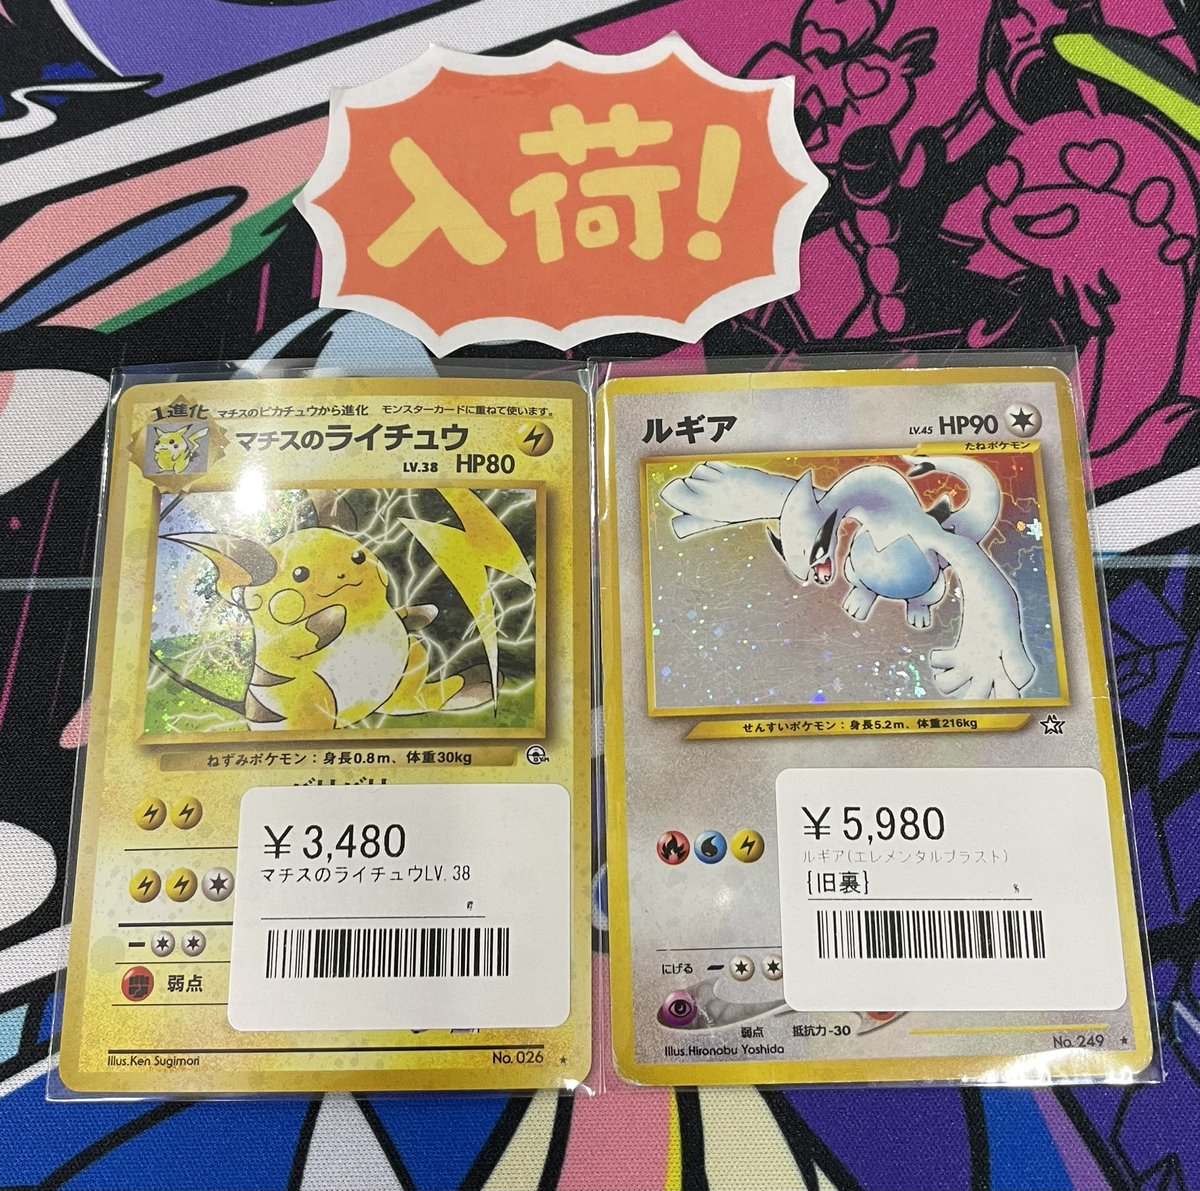 入荷!
1進化 マチスのピカチュウから進化 モンスターカードに重ねて使います。
マチスのライチュウ
LV.38 HP80
ねずみポケモン：身長0.8m、体重30kg
¥3,480
マチスのライチュウLV.38
弱点
Illus.Ken Sugimori
No. 026 ★
ルギア
LV.45 HP90
たねポケモン
せんすいポケモン：身長5.2m、体重216kg
¥5,980
ルギア(エレメンタルブラスト)
{旧裏}
にげる
弱点 抵抗力 -30
Illus.Hironobu Yoshida
No. 249 ★